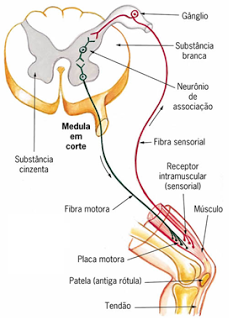 Gânglio
Substância
branca
Neurônio
de
associação
Medula
em
corte
Substância
cinzenta
Fibra sensorial
Receptor
intramuscular
(sensorial)
Fibra motora
Músculo
Placa motora
Patela (antiga rótula)
Tendão